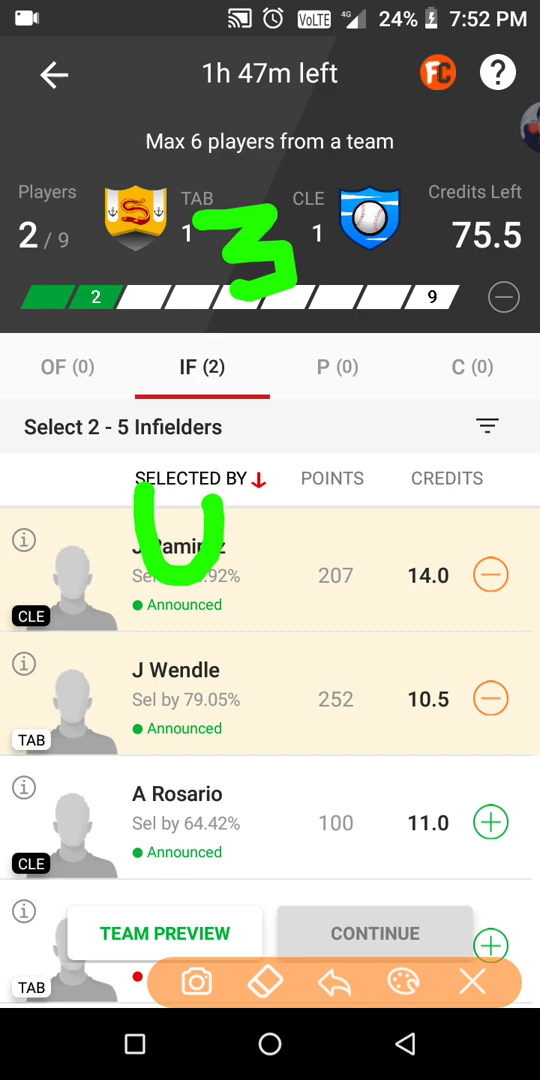 VoLTE 4G 24% 7:52 PM
1h 47m left FC ?
Max 6 players from a team
Players TAB CLE Credits Left
2 / 9 1 1 75.5
3
2 9
OF (0) IF (2) P (0) C (0)
Select 2 - 5 Infielders
SELECTED BY POINTS CREDITS
U
J Ramirez
Sel .92% 207 14.0
Announced
CLE
J Wendle
Sel by 79.05% 252 10.5
Announced
TAB
A Rosario
Sel by 64.42% 100 11.0
Announced
CLE
TEAM PREVIEW CONTINUE
TAB